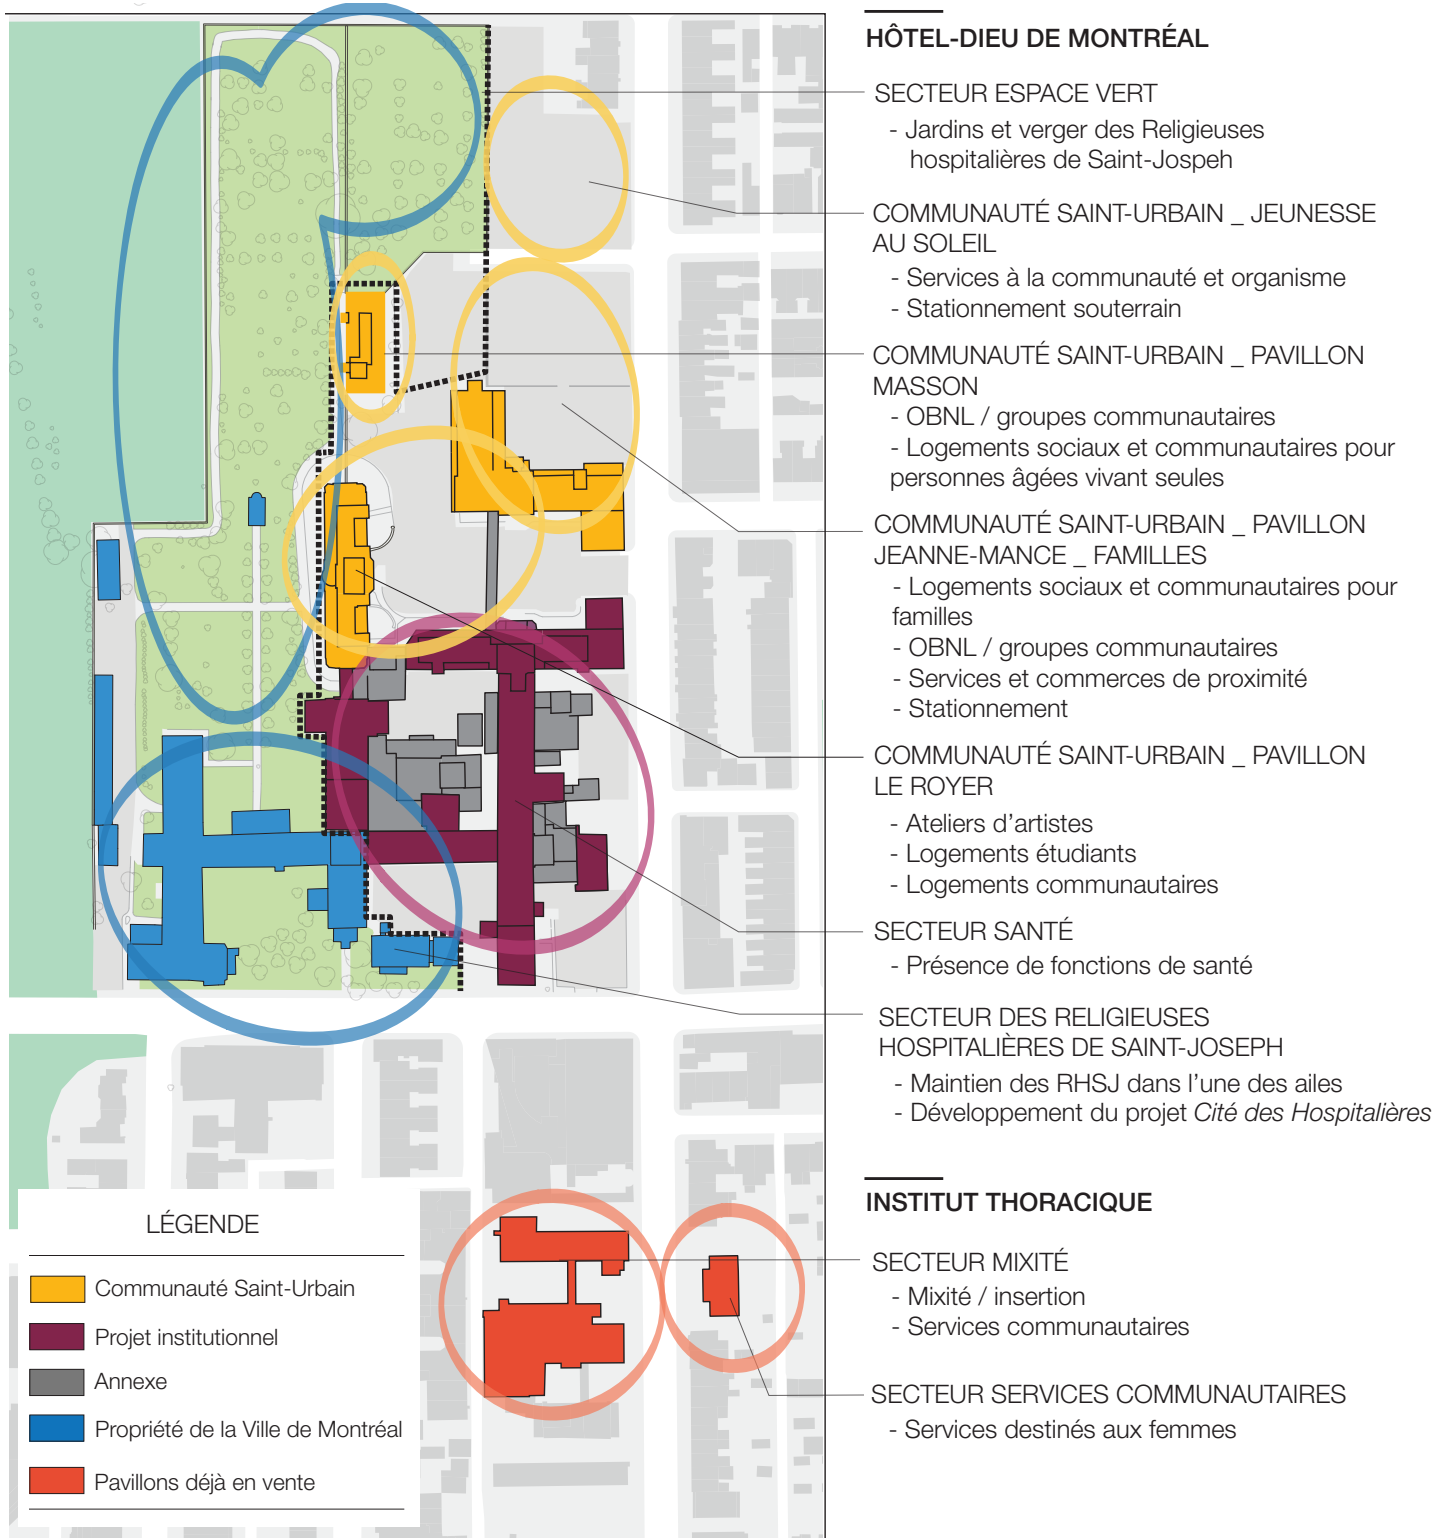 HÔTEL-DIEU DE MONTRÉAL
SECTEUR ESPACE VERT
- Jardins et verger des Religieuses
hospitalières de Saint-Jospeh
COMMUNAUTÉ SAINT-URBAIN _ JEUNESSE
AU SOLEIL
- Services à la communauté et organisme
- Stationnement souterrain
COMMUNAUTÉ SAINT-URBAIN _ PAVILLON
MASSON
- OBNL / groupes communautaires
- Logements sociaux et communautaires pour
personnes âgées vivant seules
COMMUNAUTÉ SAINT-URBAIN _ PAVILLON
JEANNE-MANCE _ FAMILLES
- Logements sociaux et communautaires pour
familles
- OBNL / groupes communautaires
- Services et commerces de proximité
- Stationnement
COMMUNAUTÉ SAINT-URBAIN _ PAVILLON
LE ROYER
- Ateliers d'artistes
- Logements étudiants
- Logements communautaires
SECTEUR SANTÉ
- Présence de fonctions de santé
SECTEUR DES RELIGIEUSES
HOSPITALIÈRES DE SAINT-JOSEPH
- Maintien des RHSJ dans l'une des ailes
- Développement du projet Cité des Hospitalières
INSTITUT THORACIQUE
SECTEUR MIXITÉ
- Mixité / insertion
- Services communautaires
SECTEUR SERVICES COMMUNAUTAIRES
- Services destinés aux femmes
LÉGENDE
Communauté Saint-Urbain
Projet institutionnel
Annexe
Propriété de la Ville de Montréal
Pavillons déjà en vente